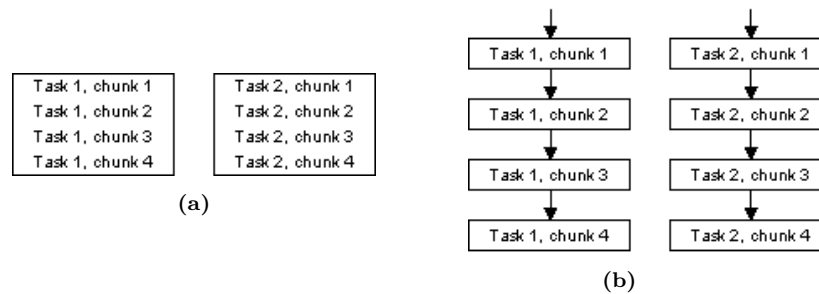 Task 1, chunk 1
Task 1, chunk 2
Task 1, chunk 3
Task 1, chunk 4
Task 2, chunk 1
Task 2, chunk 2
Task 2, chunk 3
Task 2, chunk 4
(a)
Task 1, chunk 1
Task 1, chunk 2
Task 1, chunk 3
Task 1, chunk 4
Task 2, chunk 1
Task 2, chunk 2
Task 2, chunk 3
Task 2, chunk 4
(b)